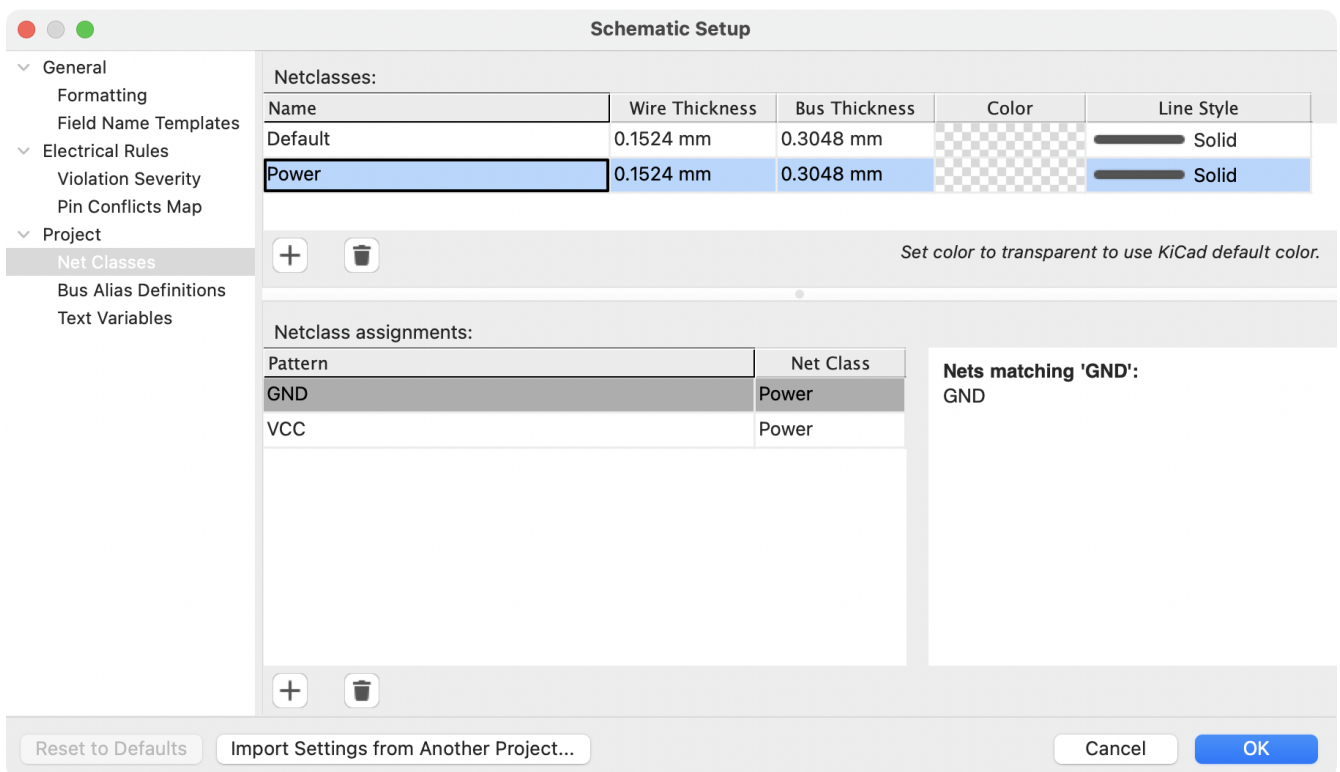 Schematic Setup
General
Formatting
Field Name Templates
Electrical Rules
Violation Severity
Pin Conflicts Map
Project
Net Classes
Bus Alias Definitions
Text Variables
Netclasses:
Name Wire Thickness Bus Thickness Color Line Style
Default 0.1524 mm 0.3048 mm Solid
Power 0.1524 mm 0.3048 mm Solid
Set color to transparent to use KiCad default color.
Netclass assignments:
Pattern Net Class
GND Power
VCC Power
Nets matching 'GND':
GND
Reset to Defaults Import Settings from Another Project... Cancel OK